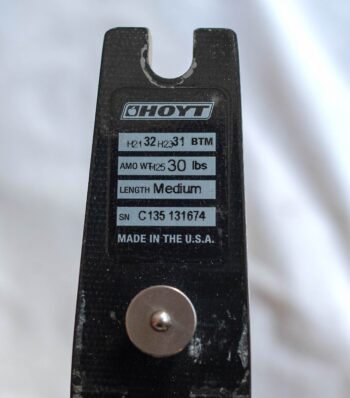 HOYT
H21 32 H23 31 BTM
AMO WT H25 30 lbs
LENGTH Medium
SN C135 131674
MADE IN THE U.S.A.